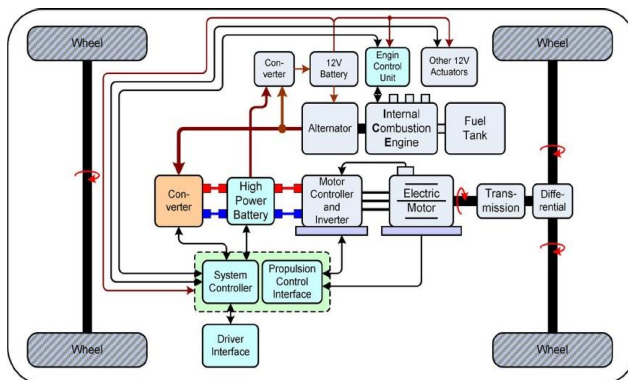 Wheel
Wheel
Con-
verter
12V
Battery
Engin
Control
Unit
Other 12V
Actuators
Alternator
Internal
Combustion
Engine
Fuel
Tank
Con-
verter
High
Power
Battery
Motor
Controller
and
Inverter
Electric
Motor
Trans-
mission
Diffe-
rential
System
Controller
Propulsion
Control
Interface
Driver
Interface
Wheel
Wheel